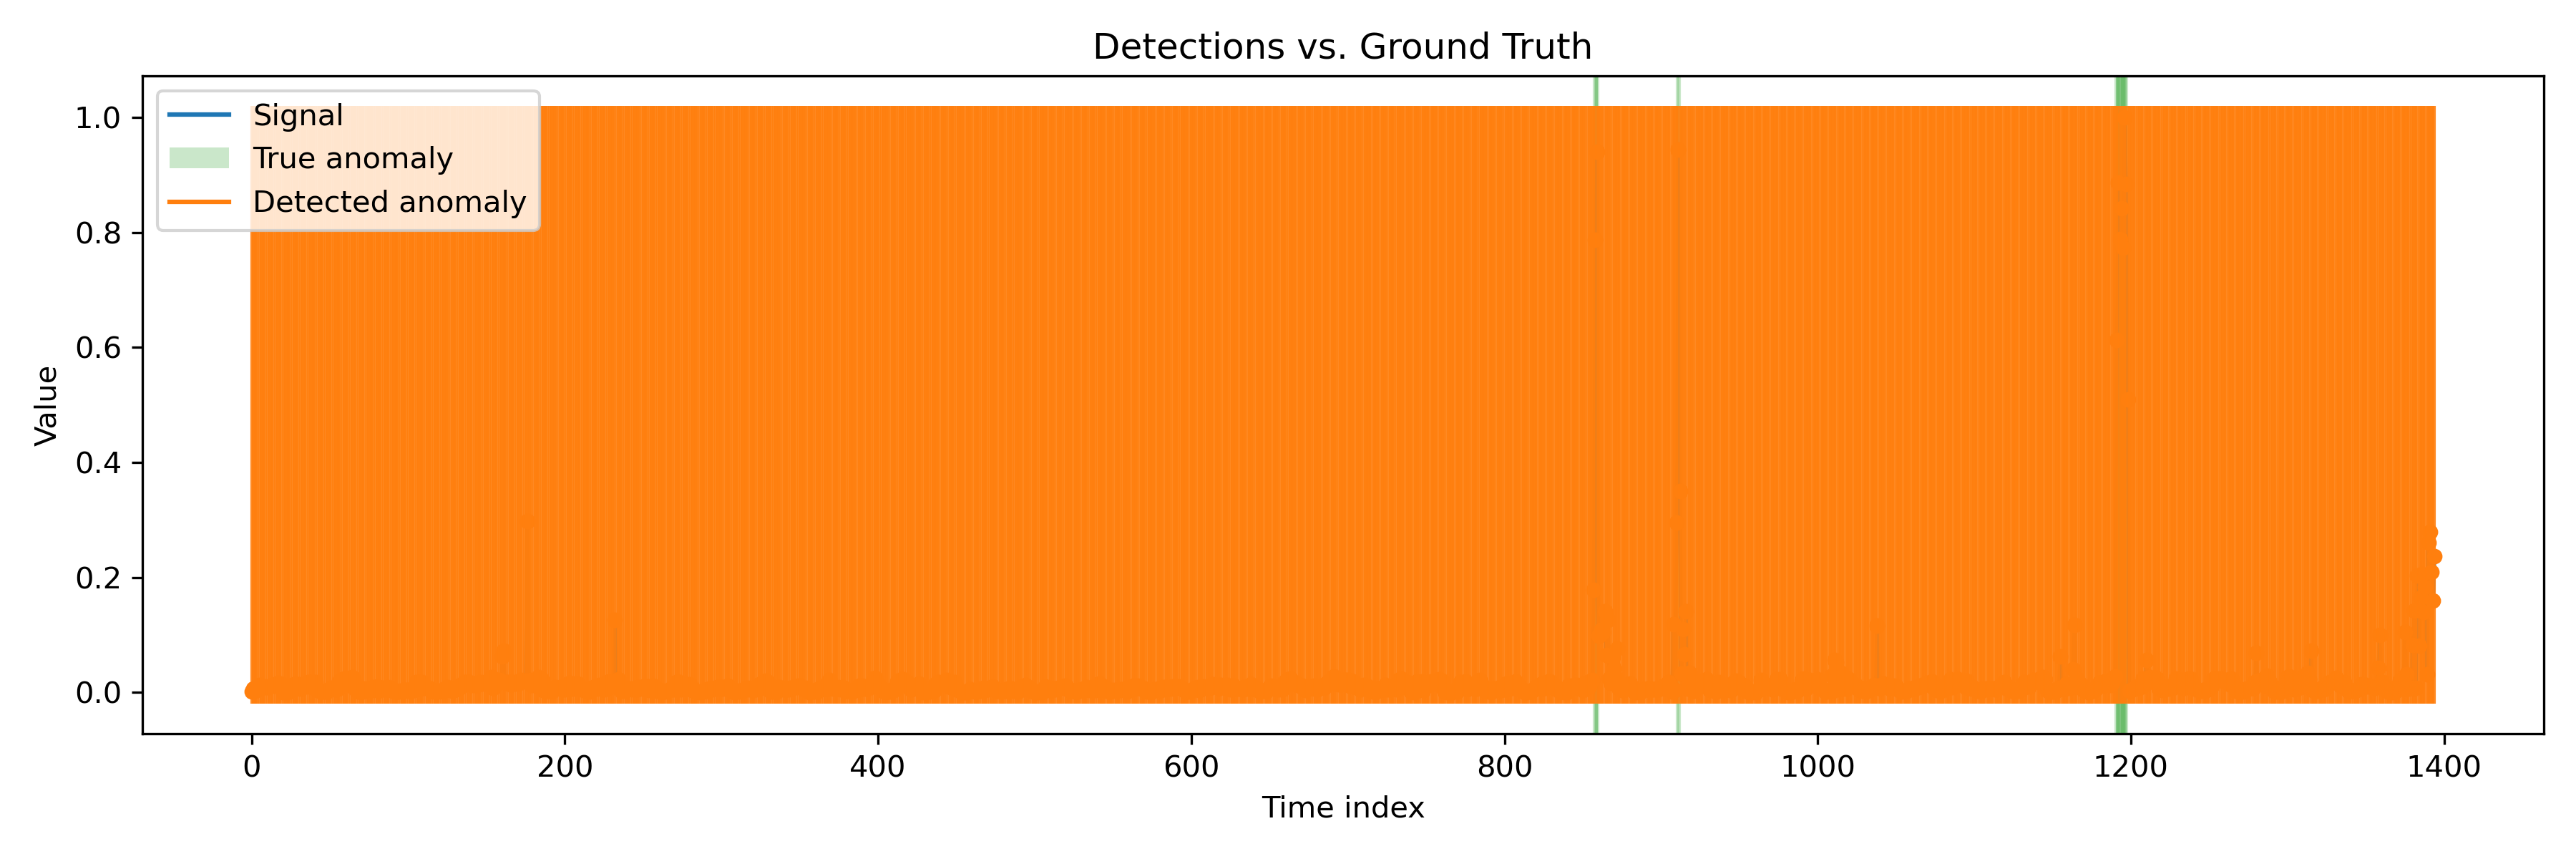 Detections vs. Ground Truth
Signal
True anomaly
Detected anomaly
1.0
0.8
0.6
0.4
0.2
0.0
Value
0 200 400 600 800 1000 1200 1400
Time index